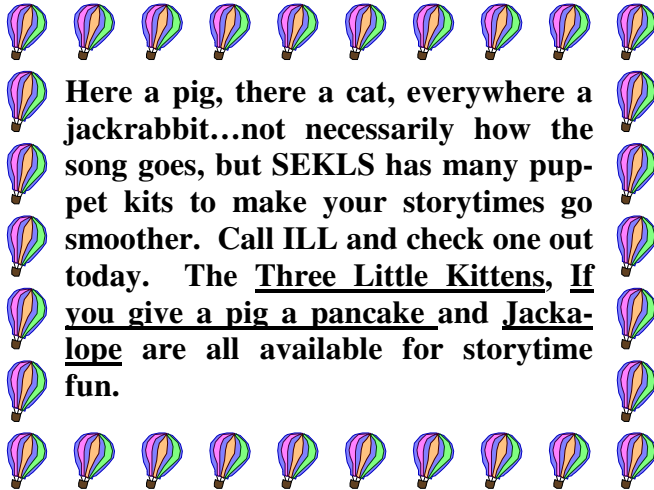 Here a pig, there a cat, everywhere a
jackrabbit…not necessarily how the
song goes, but SEKLS has many pup-
pet kits to make your storytimes go
smoother.  Call ILL and check one out
today.  The Three Little Kittens, If
you give a pig a pancake and Jacka-
lope are all available for storytime
fun.